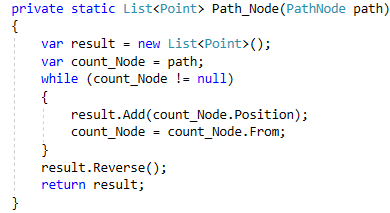 private static List<Point> Path_Node(PathNode path)
{
var result = new List<Point>();
var count_Node = path;
while (count_Node != null)
{
result.Add(count_Node.Position);
count_Node = count_Node.From;
}
result.Reverse();
return result;
}